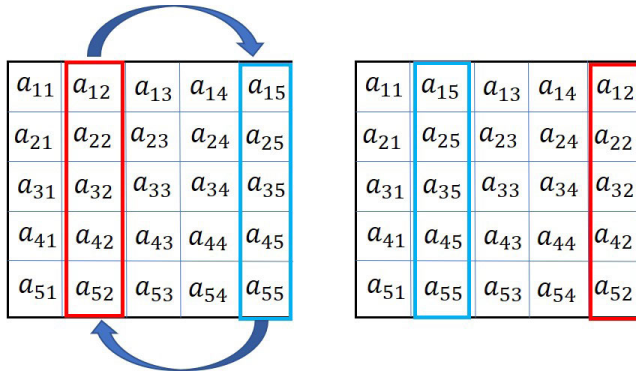 a₁₁ a₁₂ a₁₃ a₁₄ a₁₅
a₂₁ a₂₂ a₂₃ a₂₄ a₂₅
a₃₁ a₃₂ a₃₃ a₃₄ a₃₅
a₄₁ a₄₂ a₄₃ a₄₄ a₄₅
a₅₁ a₅₂ a₅₃ a₅₄ a₅₅
a₁₁ a₁₅ a₁₃ a₁₄ a₁₂
a₂₁ a₂₅ a₂₃ a₂₄ a₂₂
a₃₁ a₃₅ a₃₃ a₃₄ a₃₂
a₄₁ a₄₅ a₄₃ a₄₄ a₄₂
a₅₁ a₅₅ a₅₃ a₅₄ a₅₂